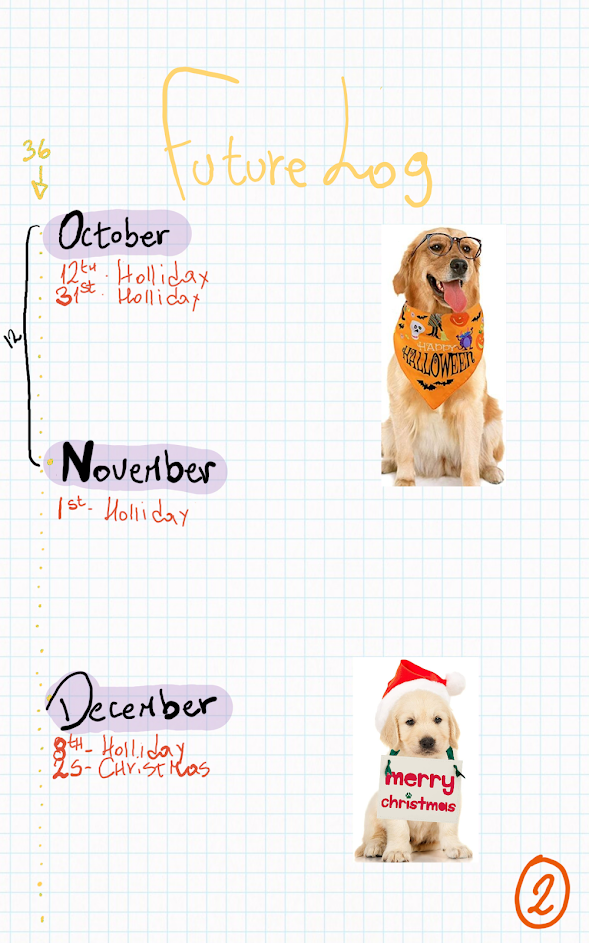 Future Log
36
October
12th - Holliday
31st - Holliday
12
HAPPY
HALLOWEEN
November
1st - Holliday
December
8th - Holliday
25 - Christmas
merry
christmas
2